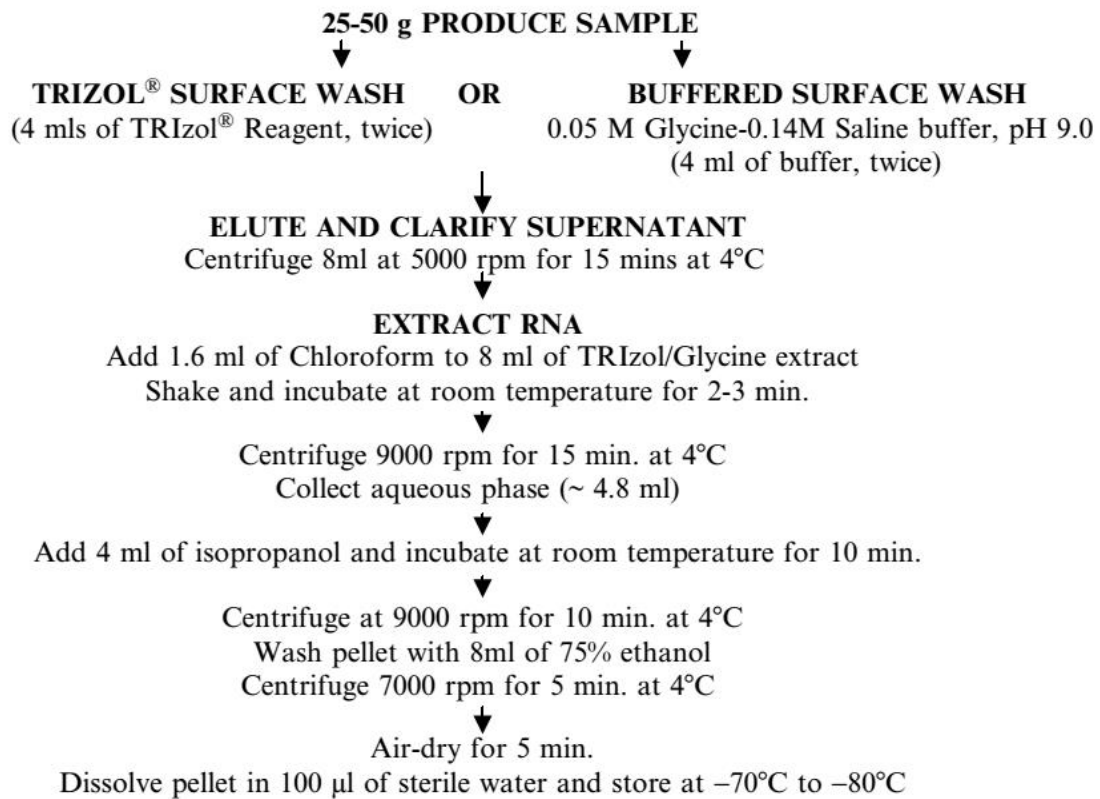 25-50 g PRODUCE SAMPLE
TRIZOL® SURFACE WASH OR BUFFERED SURFACE WASH
(4 mls of TRIzol® Reagent, twice) 0.05 M Glycine-0.14M Saline buffer, pH 9.0
(4 ml of buffer, twice)
ELUTE AND CLARIFY SUPERNATANT
Centrifuge 8ml at 5000 rpm for 15 mins at 4°C
EXTRACT RNA
Add 1.6 ml of Chloroform to 8 ml of TRIzol/Glycine extract
Shake and incubate at room temperature for 2-3 min.
Centrifuge 9000 rpm for 15 min. at 4°C
Collect aqueous phase (~ 4.8 ml)
Add 4 ml of isopropanol and incubate at room temperature for 10 min.
Centrifuge at 9000 rpm for 10 min. at 4°C
Wash pellet with 8ml of 75% ethanol
Centrifuge 7000 rpm for 5 min. at 4°C
Air-dry for 5 min.
Dissolve pellet in 100 μl of sterile water and store at −70°C to −80°C